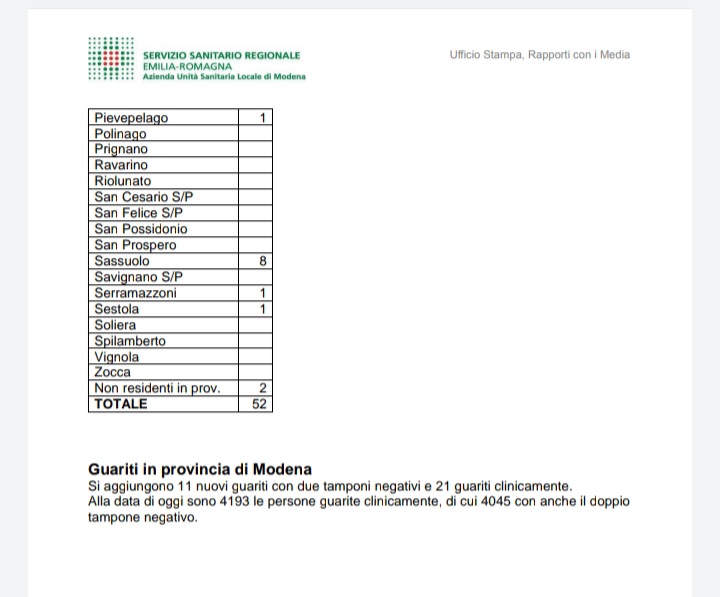 SERVIZIO SANITARIO REGIONALE
EMILIA-ROMAGNA
Azienda Unità Sanitaria Locale di Modena
Ufficio Stampa, Rapporti con i Media
Pievepelago 1
Polinago
Prignano
Ravarino
Riolunato
San Cesario S/P
San Felice S/P
San Possidonio
San Prospero
Sassuolo 8
Savignano S/P
Serramazzoni 1
Sestola 1
Soliera
Spilamberto
Vignola
Zocca
Non residenti in prov. 2
TOTALE 52
Guariti in provincia di Modena
Si aggiungono 11 nuovi guariti con due tamponi negativi e 21 guariti clinicamente.
Alla data di oggi sono 4193 le persone guarite clinicamente, di cui 4045 con anche il doppio
tampone negativo.